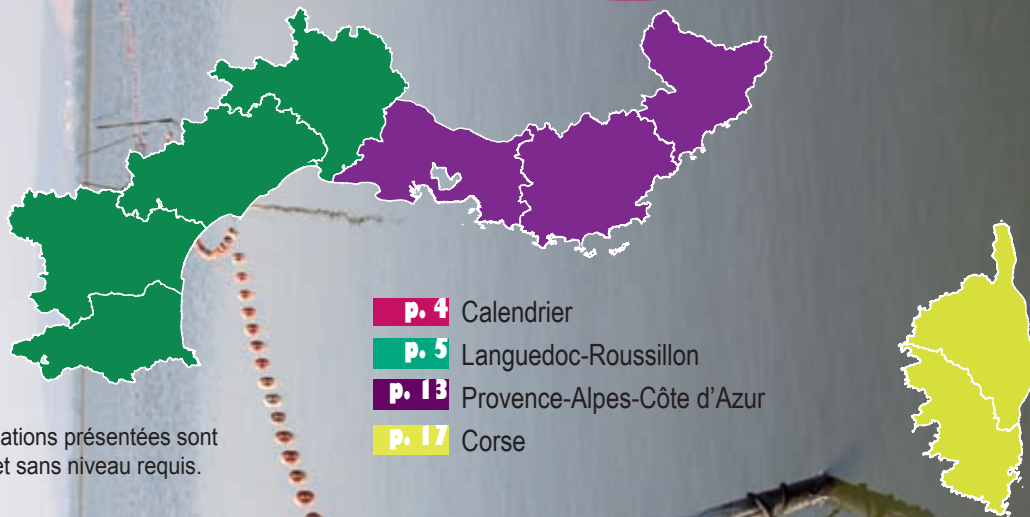 p. 4 Calendrier
p. 5 Languedoc-Roussillon
p. 13 Provence-Alpes-Côte d'Azur
p. 17 Corse
ations présentées sont
et sans niveau requis.